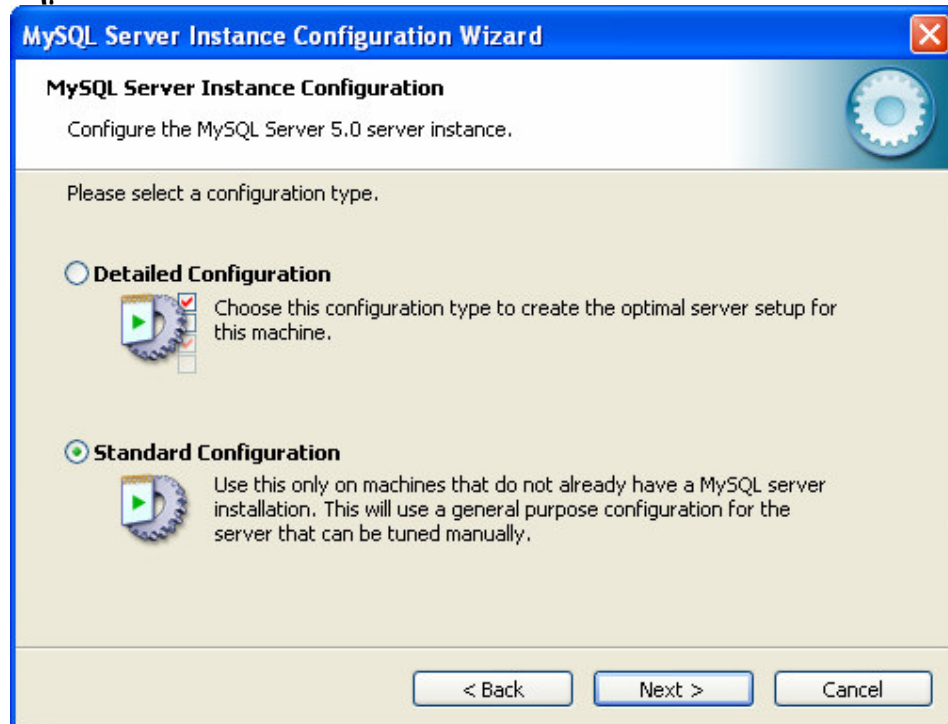 MySQL Server Instance Configuration Wizard
MySQL Server Instance Configuration
Configure the MySQL Server 5.0 server instance.
Please select a configuration type.
Detailed Configuration
Choose this configuration type to create the optimal server setup for
this machine.
Standard Configuration
Use this only on machines that do not already have a MySQL server
installation. This will use a general purpose configuration for the
server that can be tuned manually.
< Back
Next >
Cancel